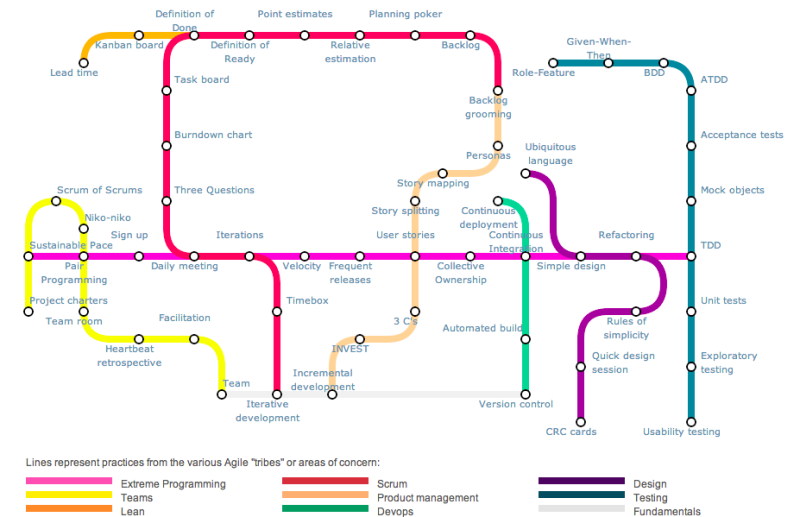 Definition of
Done
Point estimates
Planning poker
Kanban board
Definition of
Ready
Relative
estimation
Backlog
Given-When-
Then
Lead time
Role-Feature
BDD
Task board
ATDD
Backlog
grooming
Burndown chart
Acceptance tests
Personas
Ubiquitous
language
Scrum of Scrums
Three Questions
Story mapping
Mock objects
Niko-niko
Story splitting
Continuous
deployment
Sustainable Pace
Sign up
Iterations
User stories
Continuous
Integration
Refactoring
TDD
Pair
Programming
Daily meeting
Velocity
Frequent
releases
Collective
Ownership
Simple design
Project charters
Timebox
Unit tests
Team room
Facilitation
3 C's
Automated build
Rules of
simplicity
Heartbeat
retrospective
INVEST
Quick design
session
Exploratory
testing
Team
Incremental
development
Iterative
development
Version control
CRC cards
Usability testing
Lines represent practices from the various Agile "tribes" or areas of concern:
Extreme Programming
Scrum
Design
Teams
Product management
Testing
Lean
Devops
Fundamentals